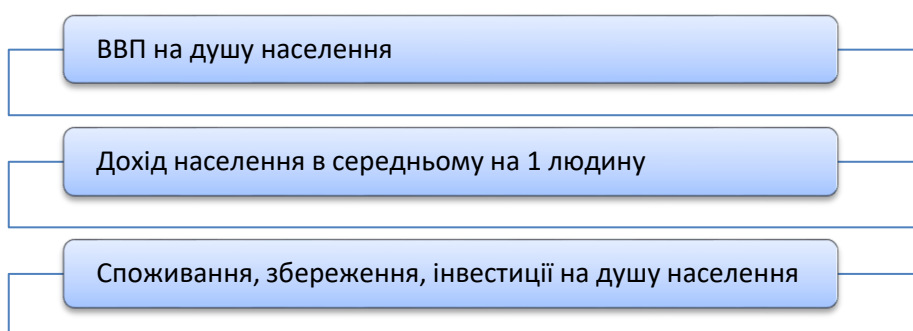 ВВП на душу населення
Дохід населення в середньому на 1 людину
Споживання, збереження, інвестиції на душу населення